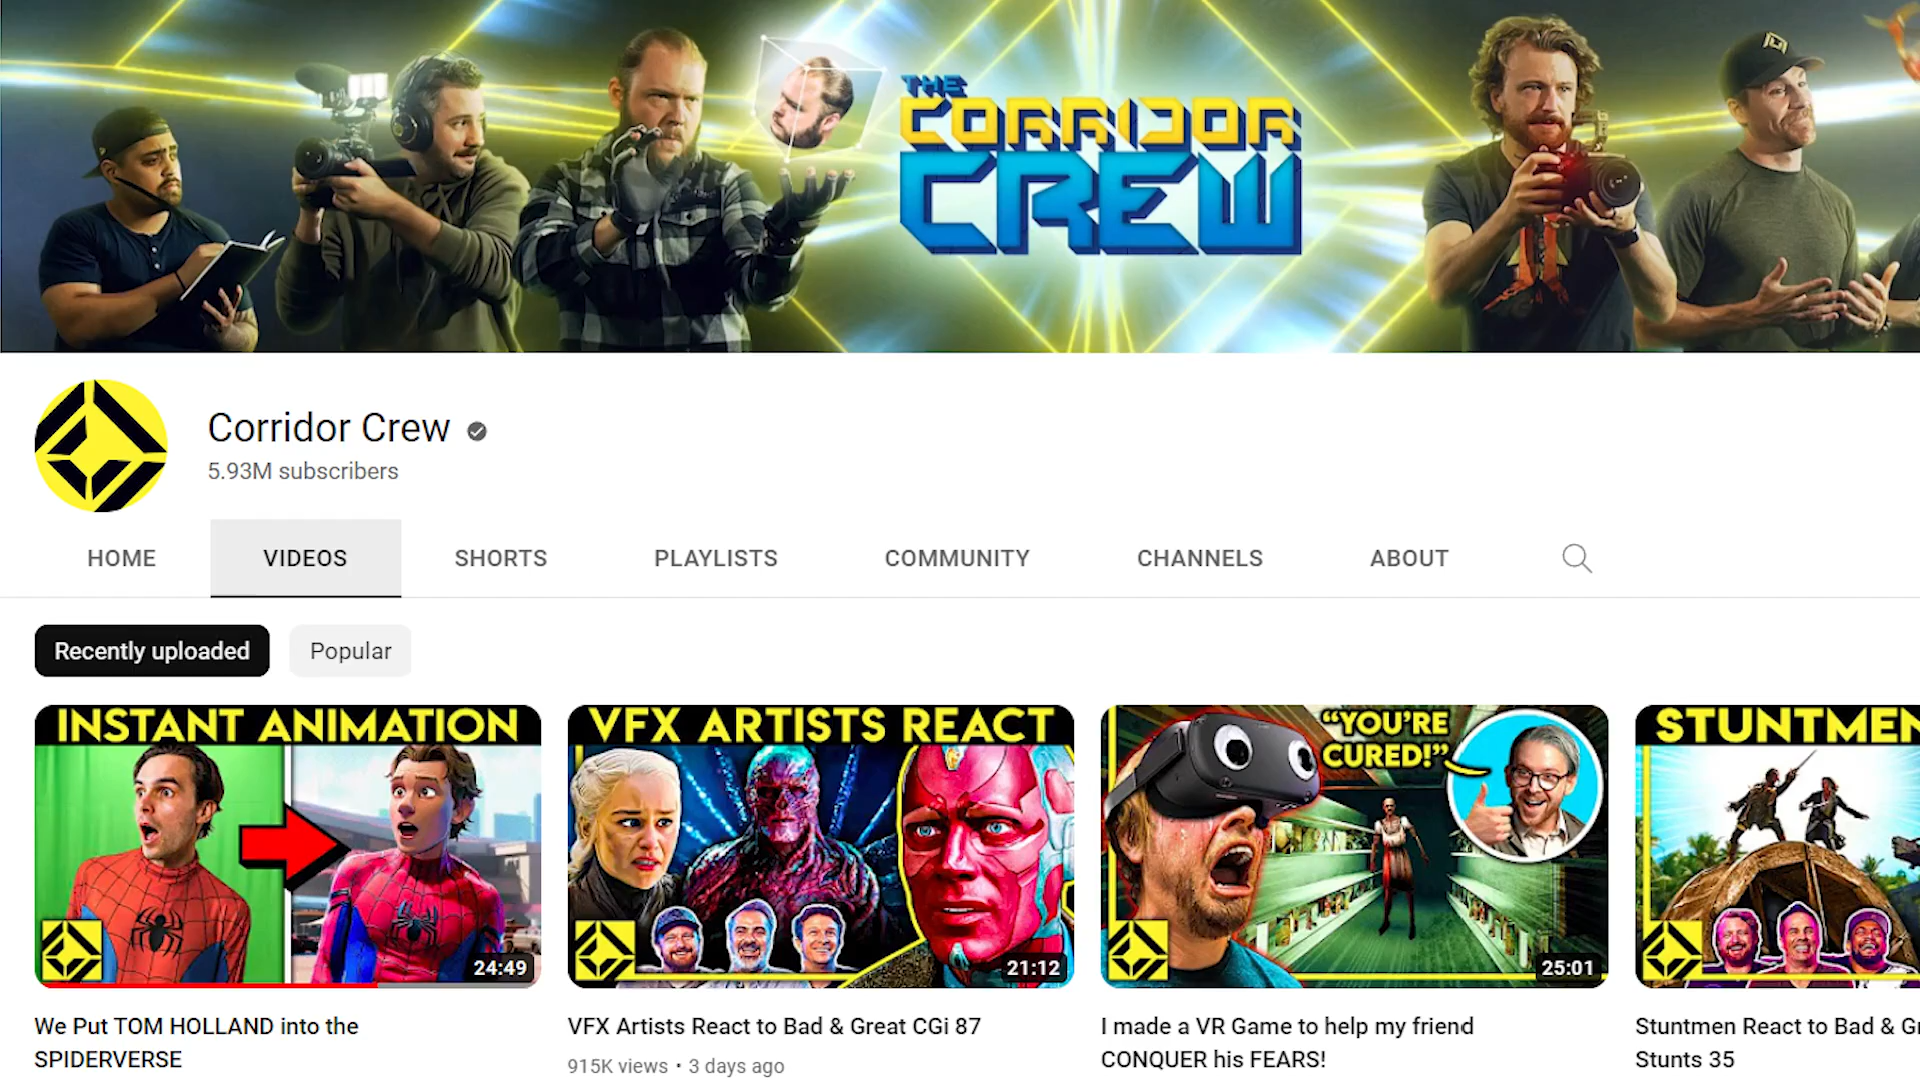 THE
CORRIDOR
CREW
Corridor Crew
5.93M subscribers
HOME VIDEOS SHORTS PLAYLISTS COMMUNITY CHANNELS ABOUT
Recently uploaded Popular
INSTANT ANIMATION
24:49
We Put TOM HOLLAND into the
SPIDERVERSE
VFX ARTISTS REACT
21:12
VFX Artists React to Bad & Great CGi 87
915K views • 3 days ago
“YOU’RE
CURED!”
25:01
I made a VR Game to help my friend
CONQUER his FEARS!
STUNTMEN
Stuntmen React to Bad & G
Stunts 35